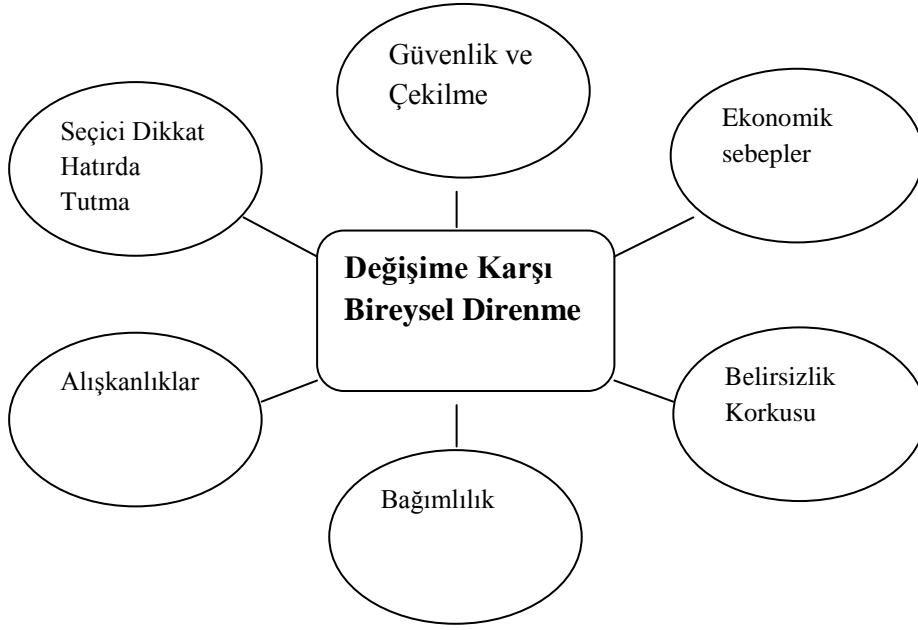 Güvenlik ve
Çekilme
Seçici Dikkat
Hatırda
Tutma
Ekonomik
sebepler
Değişime Karşı
Bireysel Direnme
Alışkanlıklar
Belirsizlik
Korkusu
Bağımlılık